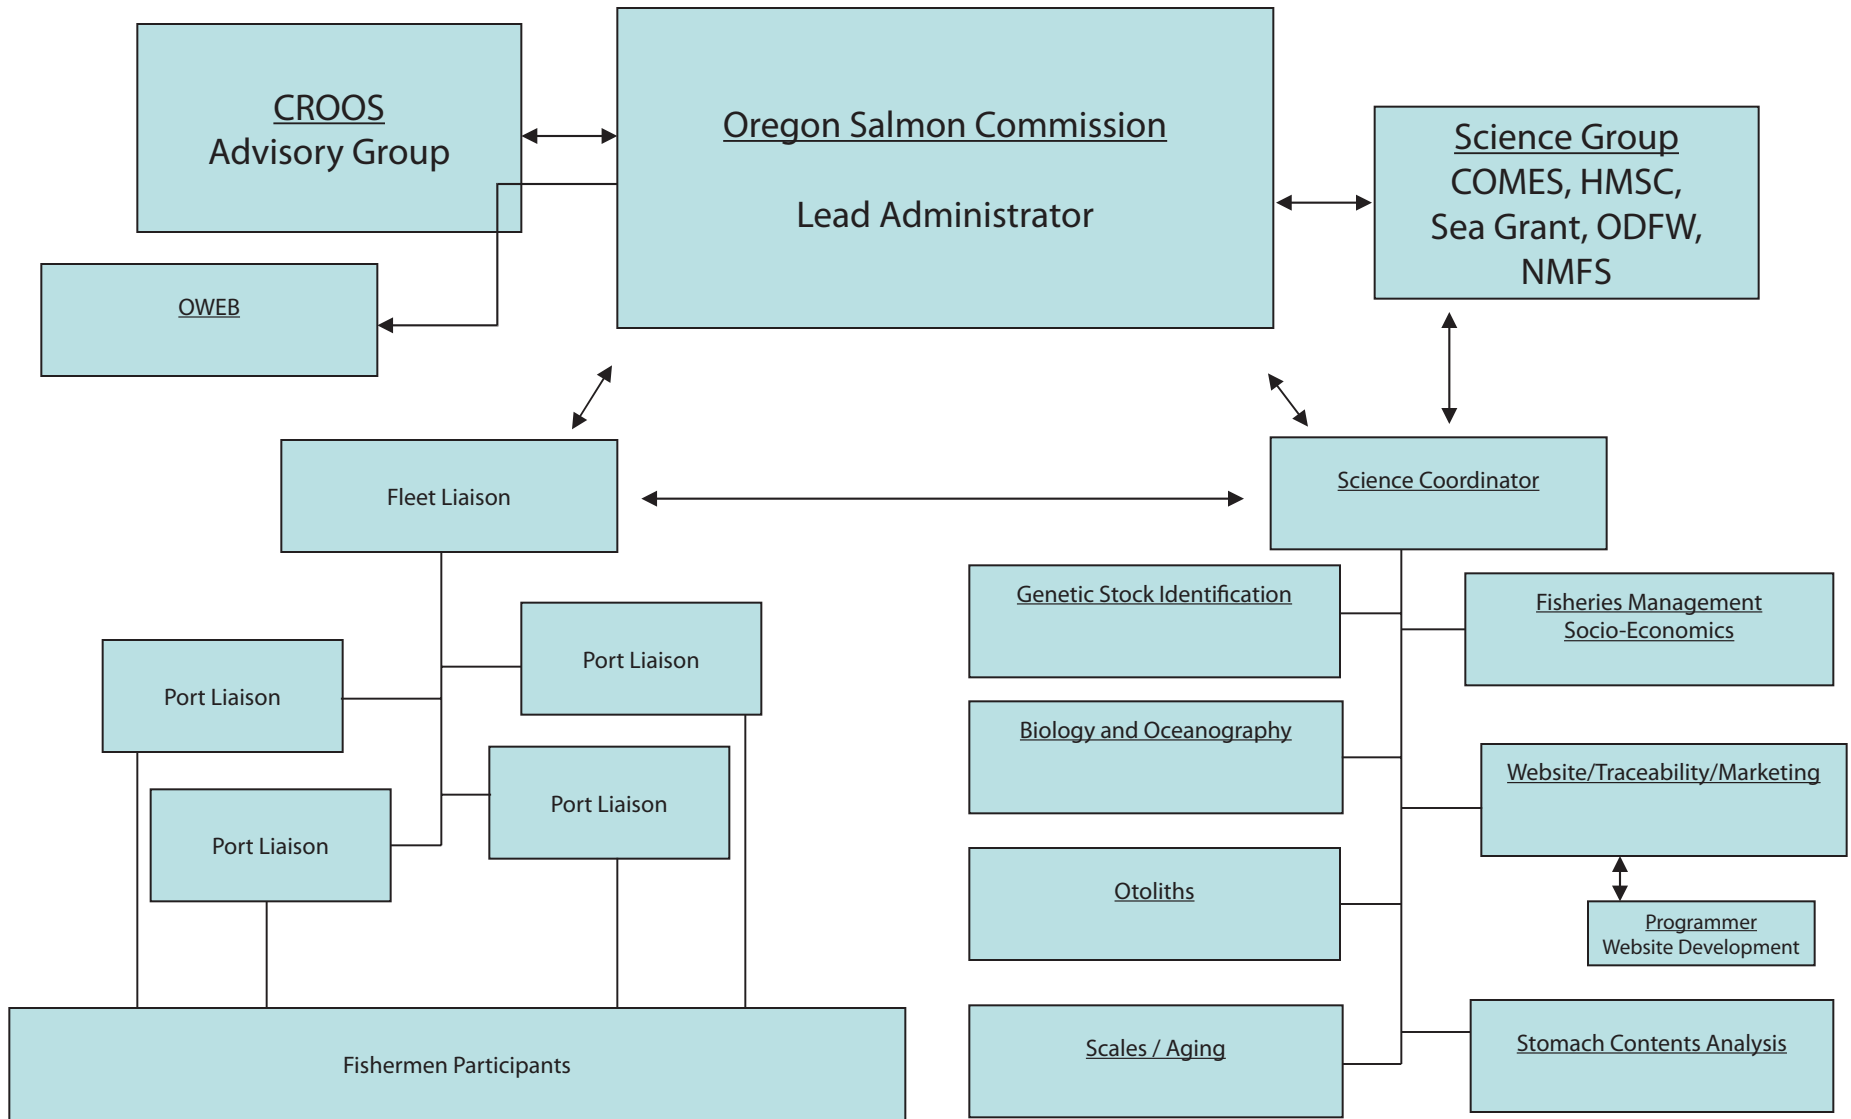 CROOS
Advisory Group
Oregon Salmon Commission
Lead Administrator
Science Group
COMES, HMSC,
Sea Grant, ODFW,
NMFS
OWEB
Fleet Liaison
Science Coordinator
Port Liaison
Port Liaison
Port Liaison
Port Liaison
Fishermen Participants
Genetic Stock Identification
Fisheries Management
Socio-Economics
Biology and Oceanography
Website/Traceability/Marketing
Otoliths
Programmer
Website Development
Scales / Aging
Stomach Contents Analysis